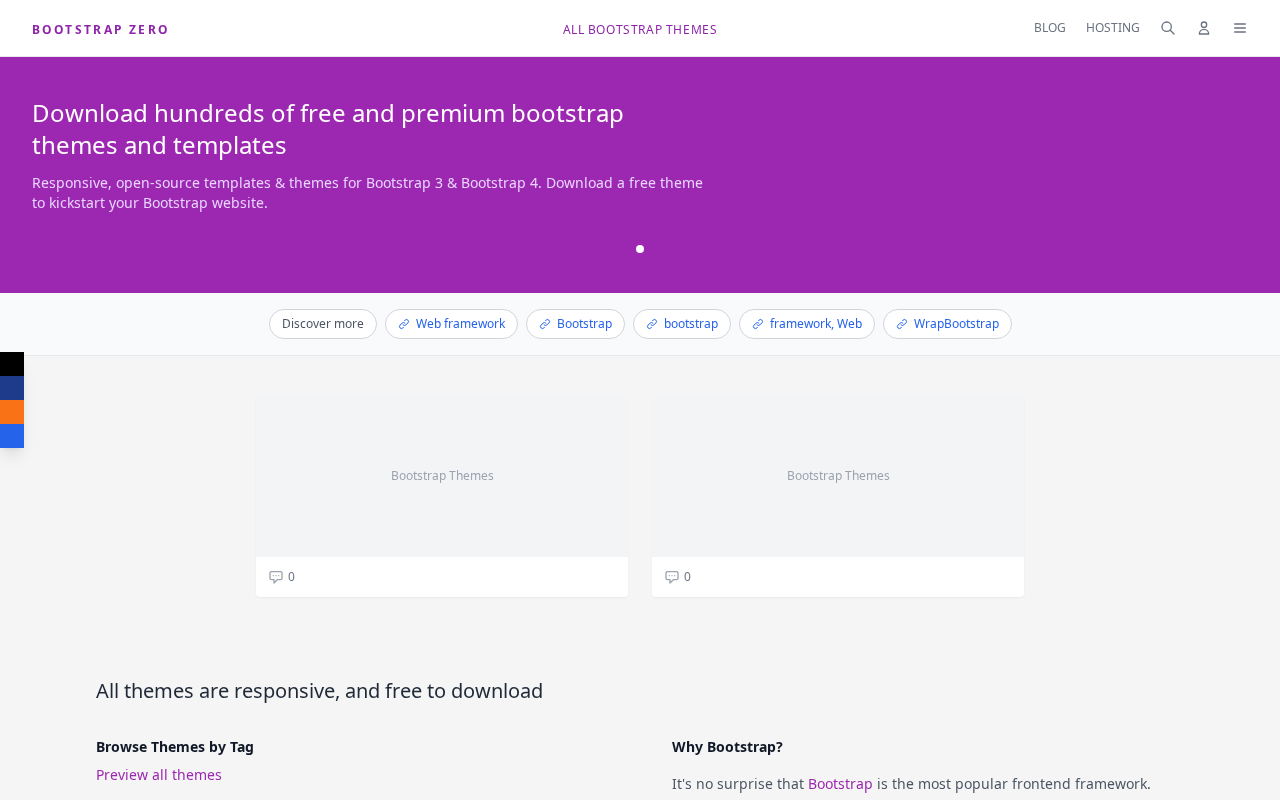 BOOTSTRAP ZERO
ALL BOOTSTRAP THEMES
BLOG
HOSTING
Download hundreds of free and premium bootstrap
themes and templates
Responsive, open-source templates & themes for Bootstrap 3 & Bootstrap 4. Download a free theme
to kickstart your Bootstrap website.
Discover more
Web framework
Bootstrap
bootstrap
framework, Web
WrapBootstrap
Bootstrap Themes
0
Bootstrap Themes
0
All themes are responsive, and free to download
Browse Themes by Tag
Preview all themes
Why Bootstrap?
It's no surprise that Bootstrap is the most popular frontend framework.